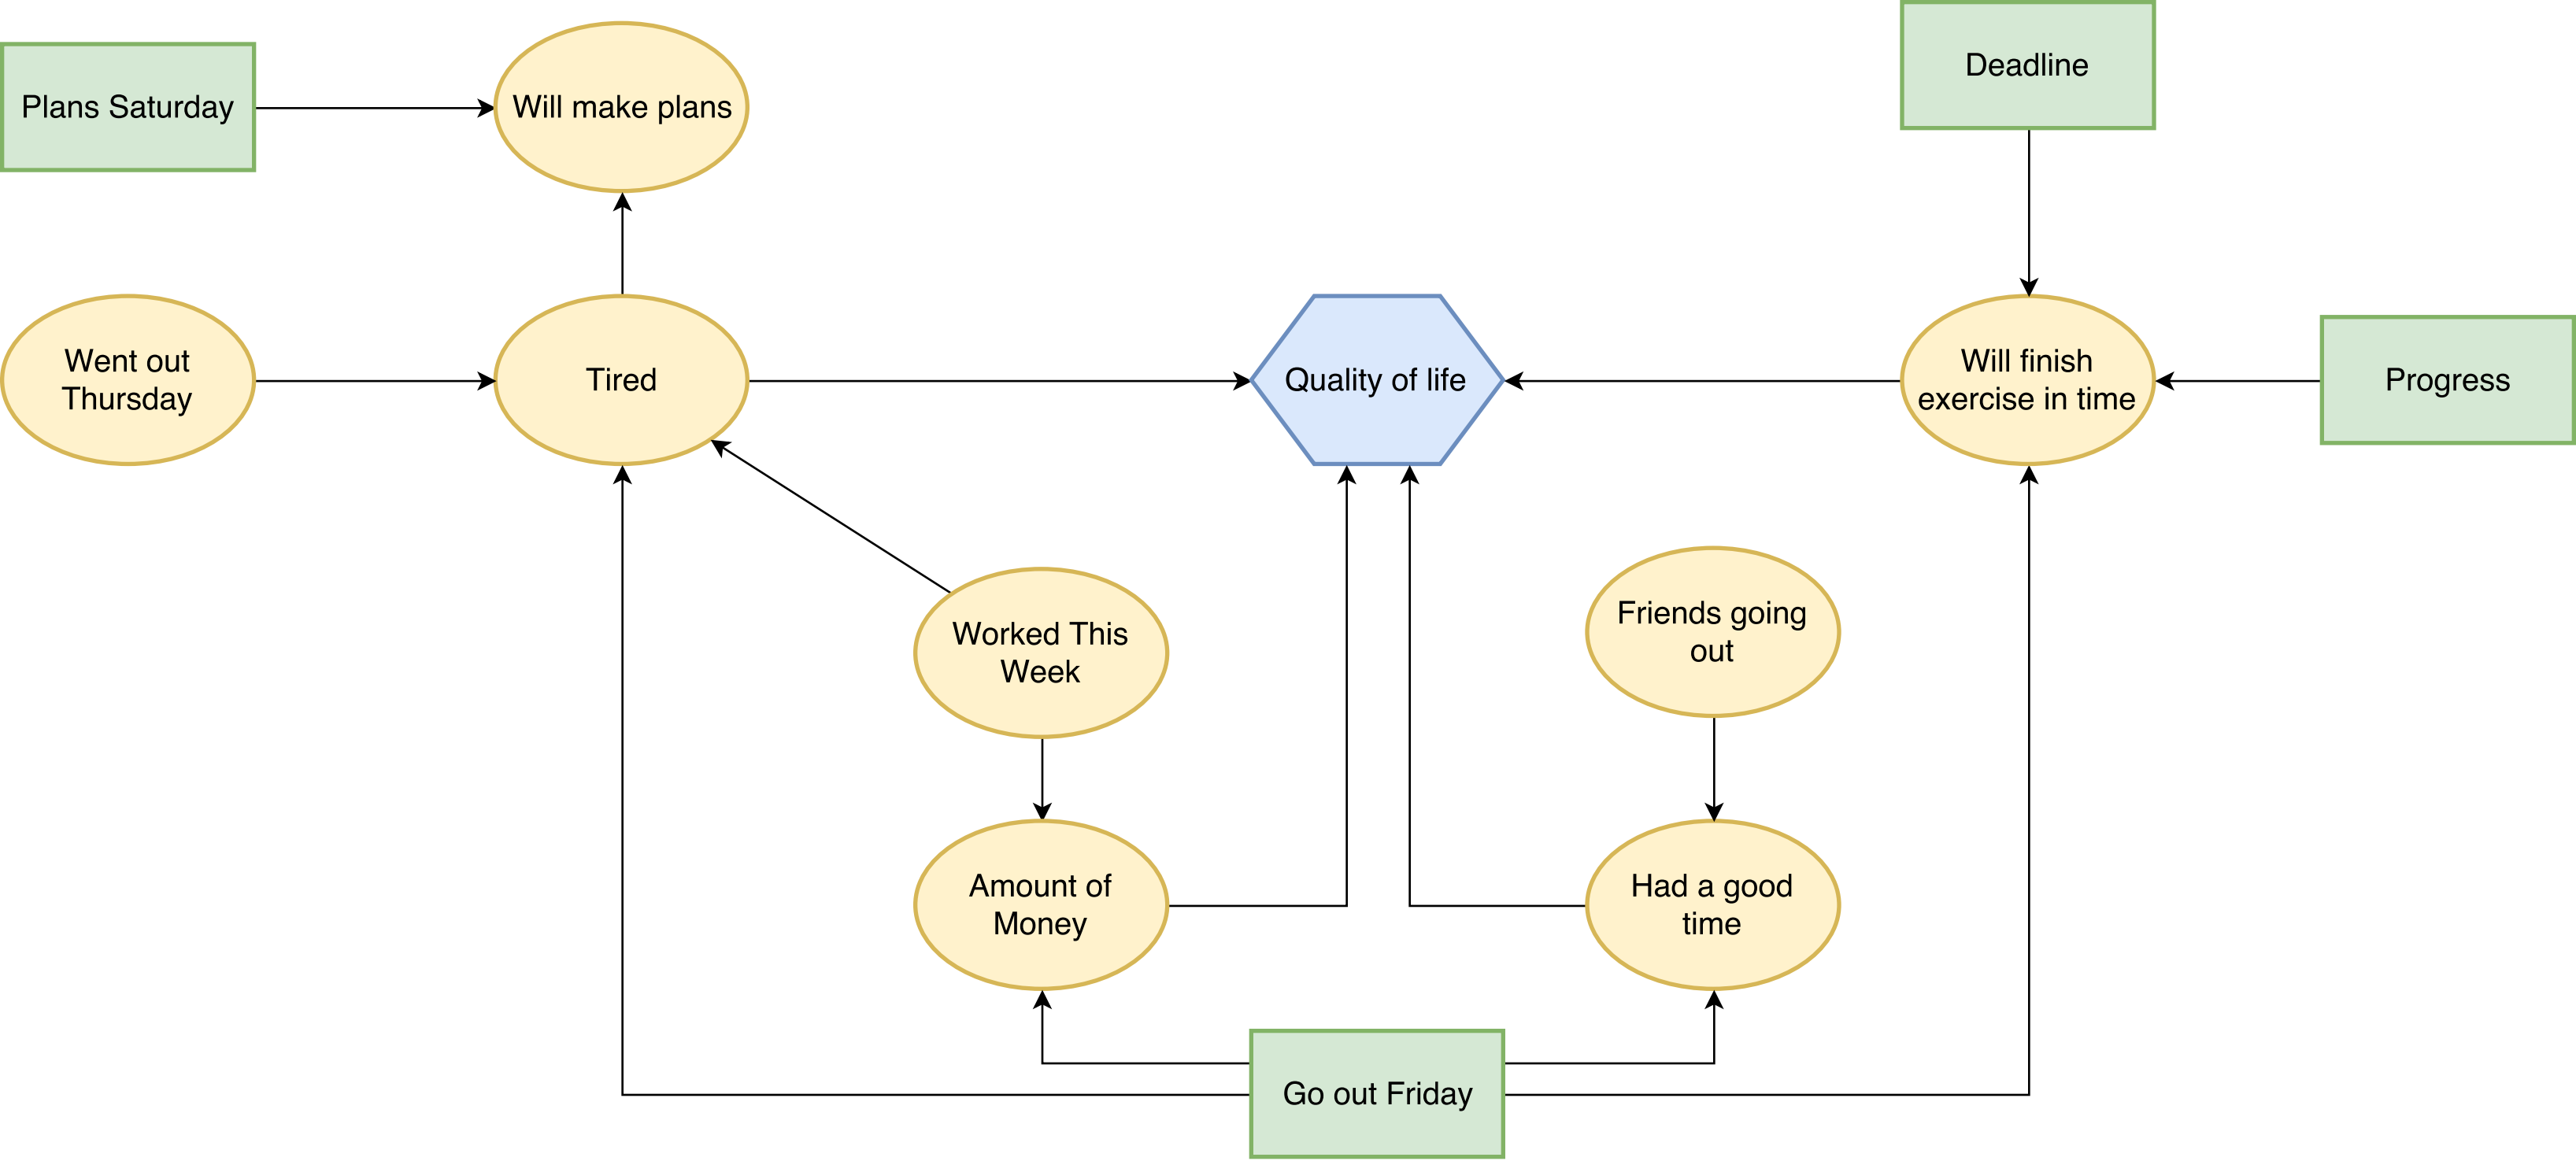 Deadline
Plans Saturday
Will make plans
Went out
Thursday
Tired
Quality of life
Will finish
exercise in time
Progress
Worked This
Week
Friends going
out
Amount of
Money
Had a good
time
Go out Friday